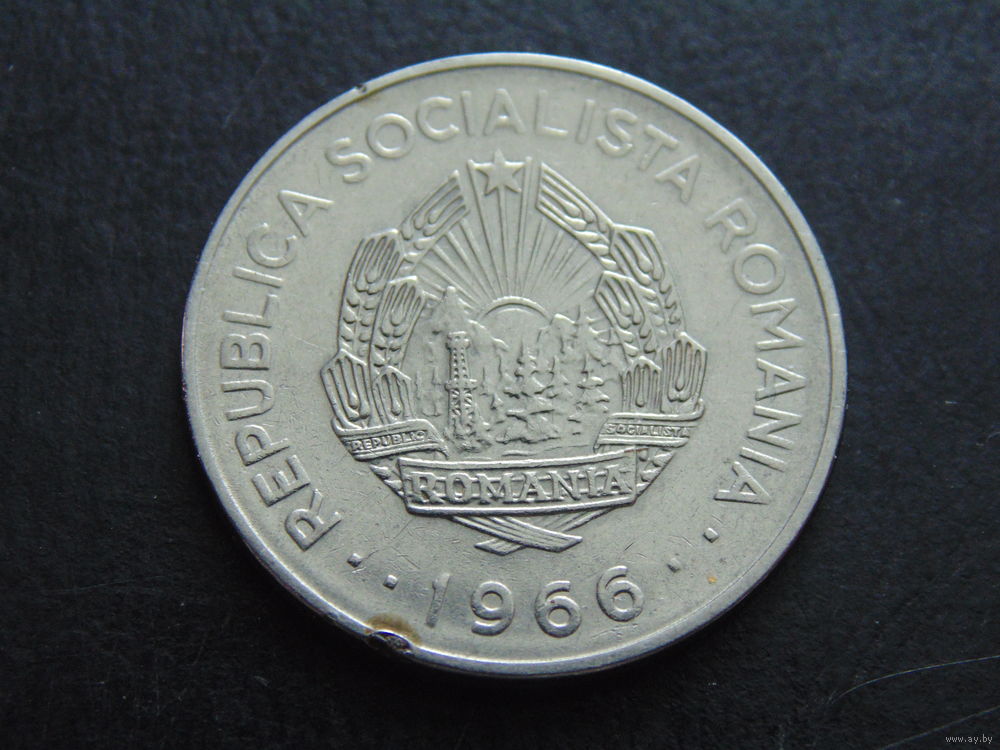 REPUBLICA SOCIALISTA ROMANIA
REPUBLICA SOCIALISTA
ROMANIA
1966
www.ay.by